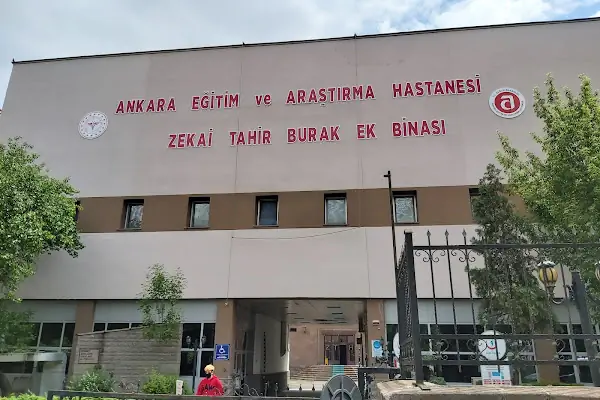 ANKARA EĞİTİM ve ARAŞTIRMA HASTANESİ
ZEKAİ TAHİR BURAK EK BİNASI